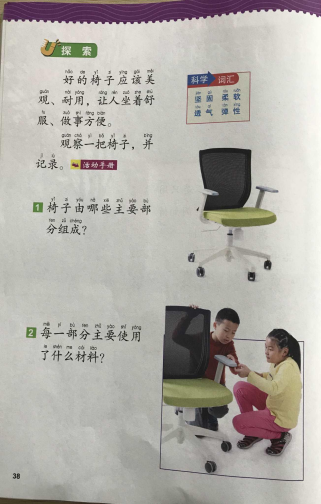 探 索
好的椅子应该美
观、耐用，让人坐着舒
服、做事方便。
观察一把椅子，并
记录。 活动手册
科学 词汇
坚固 柔软
透气 弹性
1 椅子由哪些主要部
分组成？
2 每一部分主要使用
了什么材料？
38